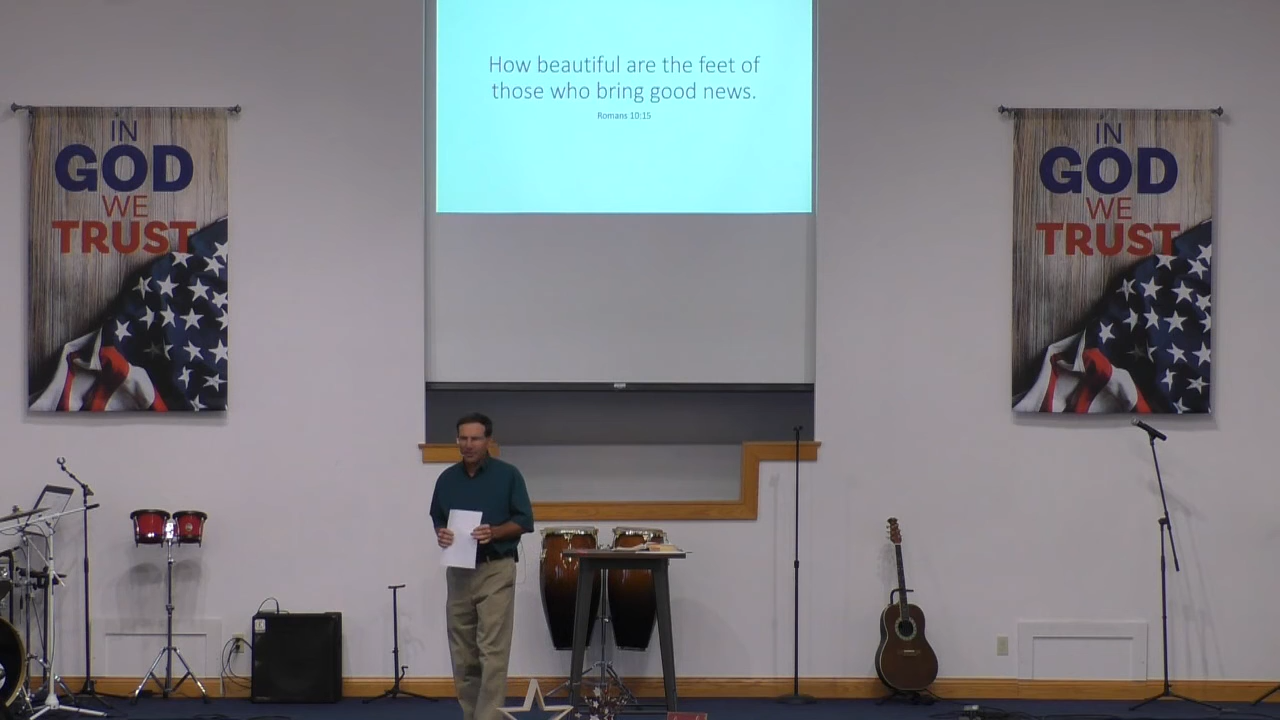 How beautiful are the feet of
those who bring good news.
Romans 10:15
IN
GOD
WE
TRUST
IN
GOD
WE
TRUST